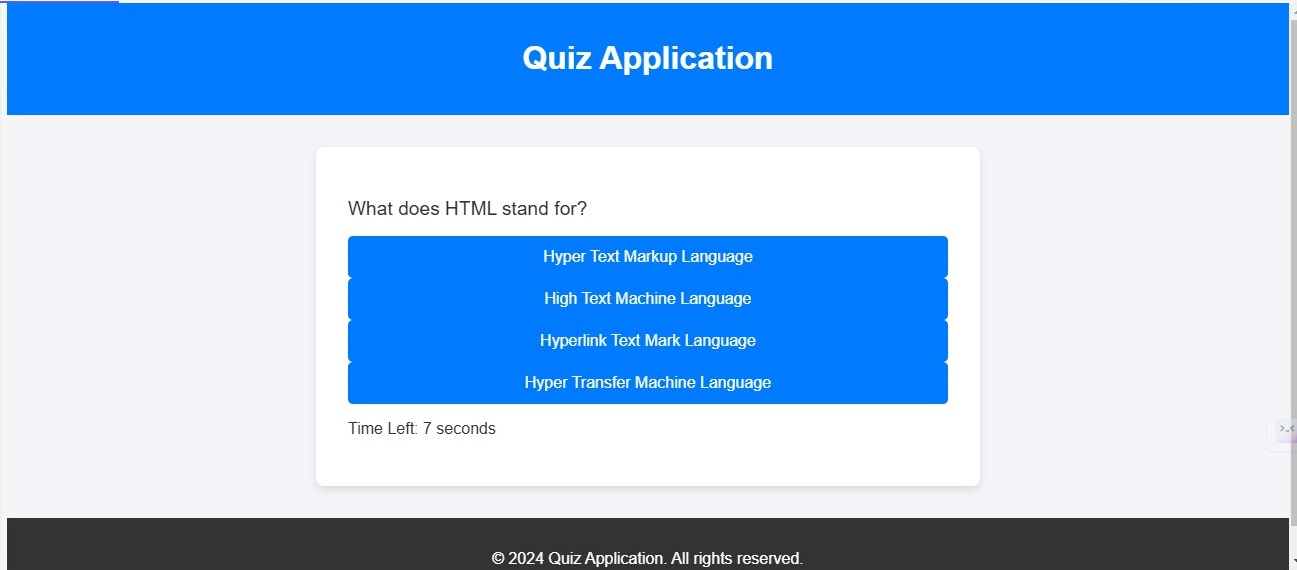 Quiz Application
What does HTML stand for?
Hyper Text Markup Language
High Text Machine Language
Hyperlink Text Mark Language
Hyper Transfer Machine Language
Time Left: 7 seconds
© 2024 Quiz Application. All rights reserved.